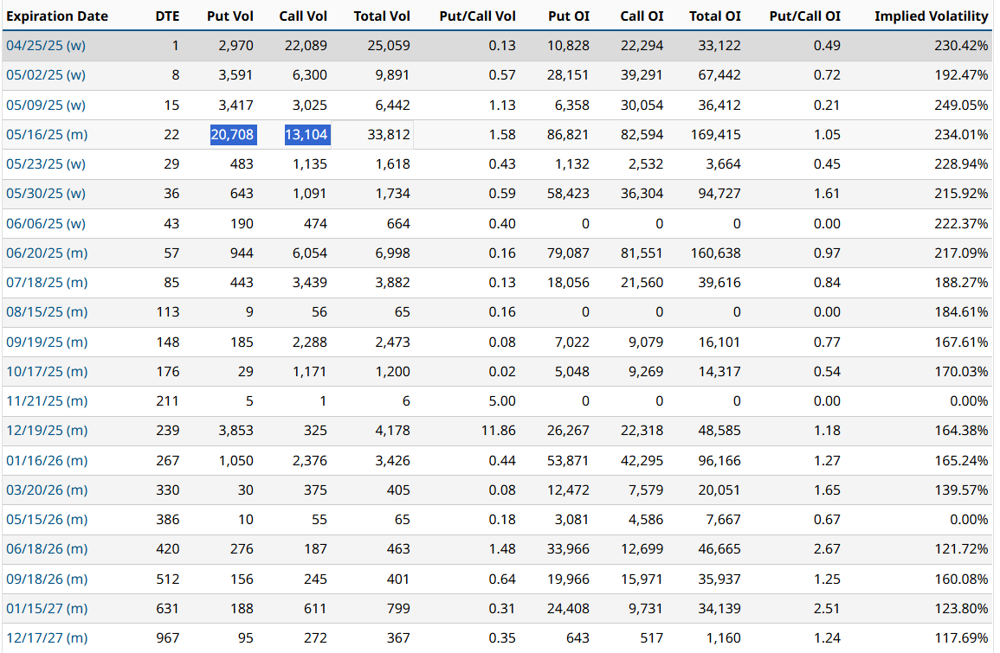 Expiration Date DTE Put Vol Call Vol Total Vol Put/Call Vol Put OI Call OI Total OI Put/Call OI Implied Volatility
04/25/25 (w) 1 2,970 22,089 25,059 0.13 10,828 22,294 33,122 0.49 230.42%
05/02/25 (w) 8 3,591 6,300 9,891 0.57 28,151 39,291 67,442 0.72 192.47%
05/09/25 (w) 15 3,417 3,025 6,442 1.13 6,358 30,054 36,412 0.21 249.05%
05/16/25 (m) 22 20,708 13,104 33,812 1.58 86,821 82,594 169,415 1.05 234.01%
05/23/25 (w) 29 483 1,135 1,618 0.43 1,132 2,532 3,664 0.45 228.94%
05/30/25 (w) 36 643 1,091 1,734 0.59 58,423 36,304 94,727 1.61 215.92%
06/06/25 (w) 43 190 474 664 0.40 0 0 0 0.00 222.37%
06/20/25 (m) 57 944 6,054 6,998 0.16 79,087 81,551 160,638 0.97 217.09%
07/18/25 (m) 85 443 3,439 3,882 0.13 18,056 21,560 39,616 0.84 188.27%
08/15/25 (m) 113 9 56 65 0.16 0 0 0 0.00 184.61%
09/19/25 (m) 148 185 2,288 2,473 0.08 7,022 9,079 16,101 0.77 167.61%
10/17/25 (m) 176 29 1,171 1,200 0.02 5,048 9,269 14,317 0.54 170.03%
11/21/25 (m) 211 5 1 6 5.00 0 0 0 0.00 0.00%
12/19/25 (m) 239 3,853 325 4,178 11.86 26,267 22,318 48,585 1.18 164.38%
01/16/26 (m) 267 1,050 2,376 3,426 0.44 53,871 42,295 96,166 1.27 165.24%
03/20/26 (m) 330 30 375 405 0.08 12,472 7,579 20,051 1.65 139.57%
05/15/26 (m) 386 10 55 65 0.18 3,081 4,586 7,667 0.67 0.00%
06/18/26 (m) 420 276 187 463 1.48 33,966 12,699 46,665 2.67 121.72%
09/18/26 (m) 512 156 245 401 0.64 19,966 15,971 35,937 1.25 160.08%
01/15/27 (m) 631 188 611 799 0.31 24,408 9,731 34,139 2.51 123.80%
12/17/27 (m) 967 95 272 367 0.35 643 517 1,160 1.24 117.69%